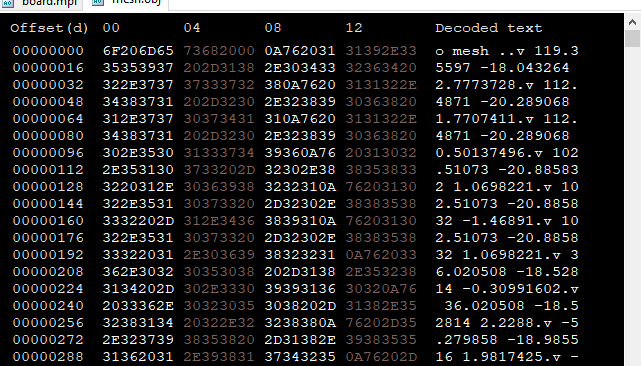 board.mpl mesh.obj
Offset(d) 00 04 08 12 Decoded text
00000000 6F206D65 73682000 0A762031 31392E33 o mesh ..v 119.3
00000016 35353937 202D3138 2E303433 32363420 5597 -18.043264
00000032 322E3737 37333732 380A7620 3131322E 2.7773728.v 112.
00000048 34383731 202D3230 2E323839 30363820 4871 -20.289068
00000064 312E3730 30373431 310A7620 3131322E 1.7707411.v 112.
00000080 34383731 202D3230 2E323839 30363820 4871 -20.289068
00000096 302E3530 31333734 39360A76 20313032 0.50137496.v 102
00000112 2E353130 3733202D 32302E38 38353833 .51073 -20.88583
00000128 3220312E 30363938 3232310A 76203130 2 1.0698221.v 10
00000144 322E3531 30373320 2D32302E 38383538 2.51073 -20.8858
00000160 3332202D 312E3436 3839310A 76203130 32 -1.46891.v 10
00000176 322E3531 30373320 2D32302E 38383538 2.51073 -20.8858
00000192 33322031 2E303639 38323231 0A762033 32 1.0698221.v 3
00000208 362E3032 30353038 202D3138 2E353238 6.020508 -18.528
00000224 3134202D 302E3330 39393136 30320A76 14 -0.30991602.v
00000240 2033362E 30323035 3038202D 31382E35 36.020508 -18.5
00000256 32383134 20322E32 3238380A 76202D35 2814 2.2288.v -5
00000272 2E323739 38353820 2D31382E 39383535 .279858 -18.9855
00000288 31362031 2E393831 37343235 0A76202D 16 1.9817425.v -